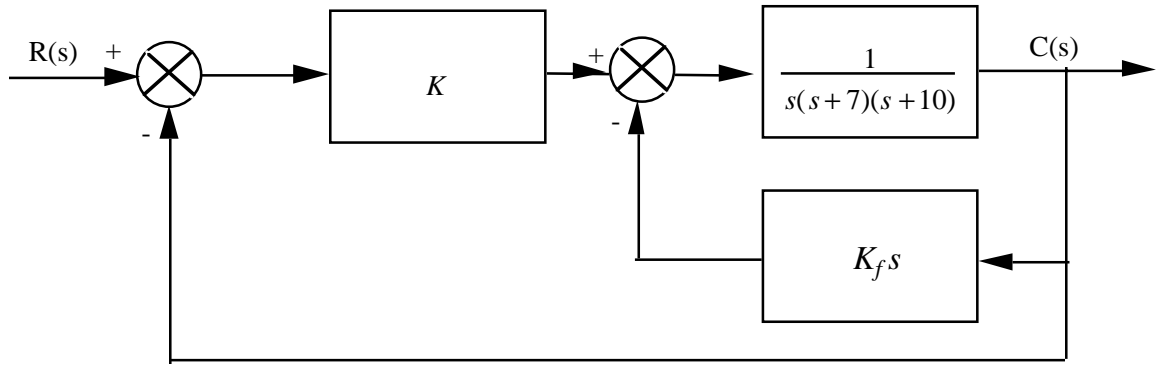 R(s) + K + 1 C(s)
s(s+7)(s+10)
- -
K_f s